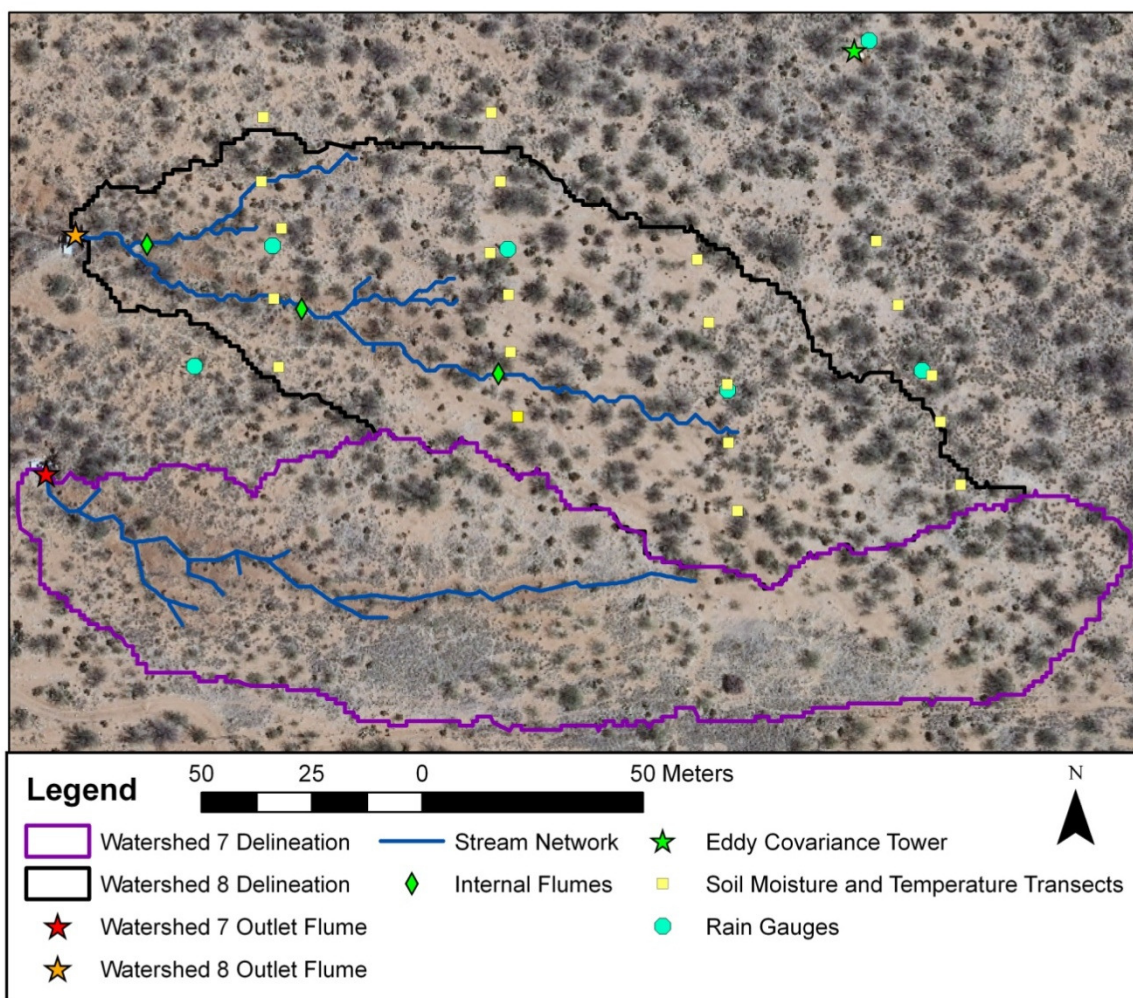 Legend
50 25 0 50 Meters
N
Watershed 7 Delineation
Watershed 8 Delineation
Watershed 7 Outlet Flume
Watershed 8 Outlet Flume
Stream Network
Internal Flumes
Eddy Covariance Tower
Soil Moisture and Temperature Transects
Rain Gauges